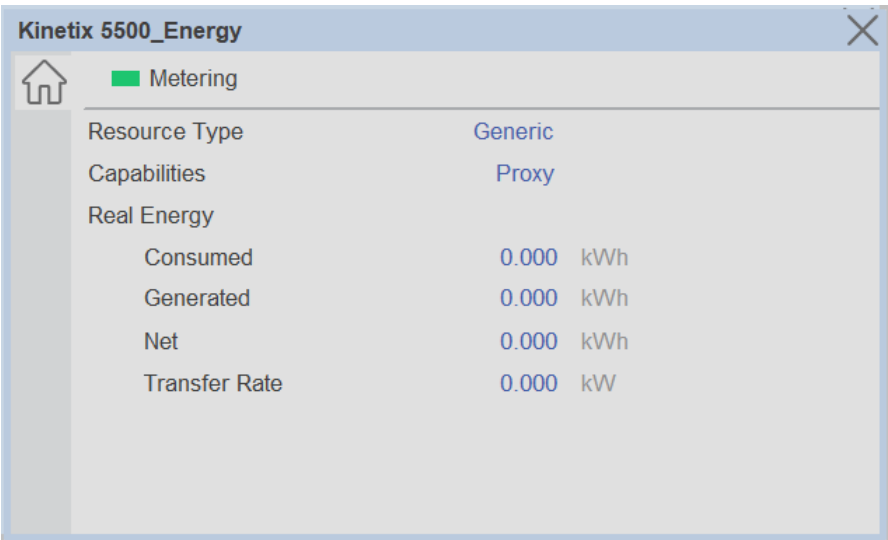 Kinetix 5500_Energy
Metering
Resource Type Generic
Capabilities Proxy
Real Energy
Consumed 0.000 kWh
Generated 0.000 kWh
Net 0.000 kWh
Transfer Rate 0.000 kW